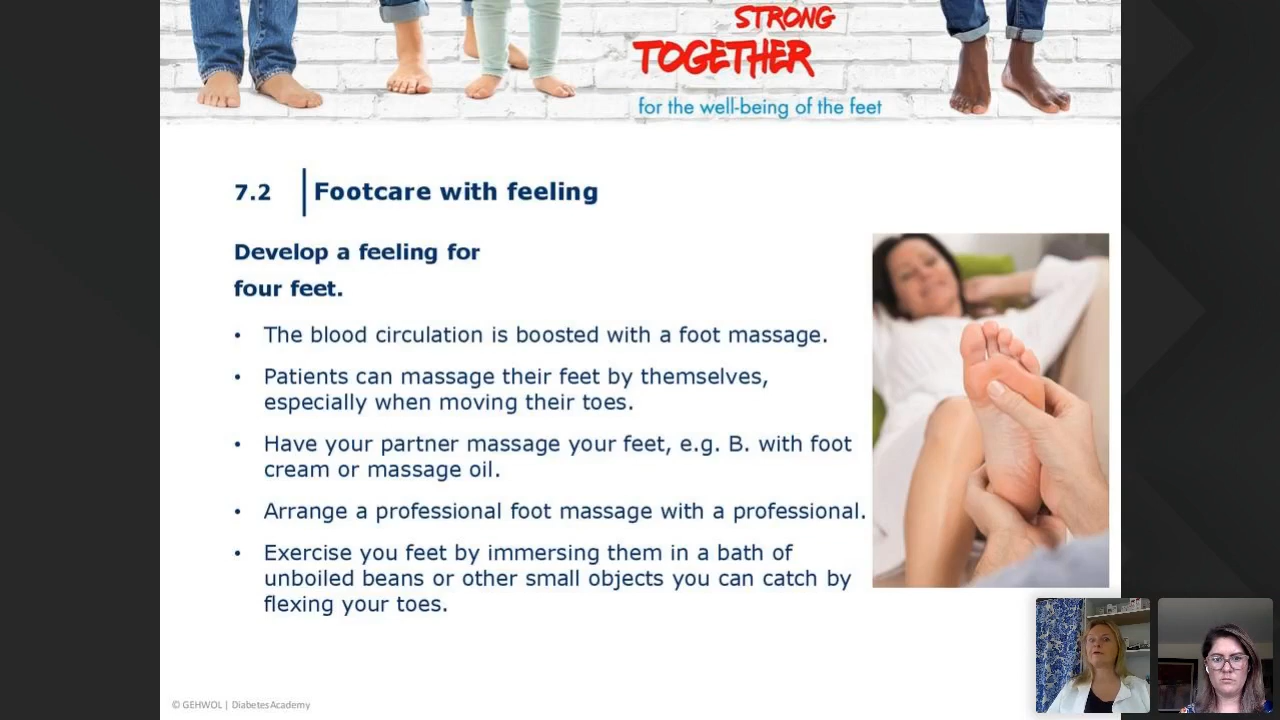 STRONG
TOGETHER
for the well-being of the feet
7.2 Footcare with feeling
Develop a feeling for
four feet.
• The blood circulation is boosted with a foot massage.
• Patients can massage their feet by themselves,
especially when moving their toes.
• Have your partner massage your feet, e.g. B. with foot
cream or massage oil.
• Arrange a professional foot massage with a professional.
• Exercise you feet by immersing them in a bath of
unboiled beans or other small objects you can catch by
flexing your toes.
© GEHWOL | Diabetes Academy